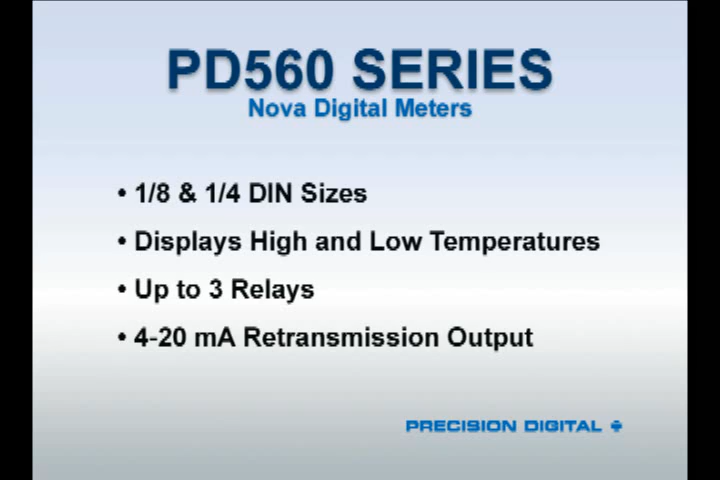 PD560 SERIES
Nova Digital Meters
• 1/8 & 1/4 DIN Sizes
• Displays High and Low Temperatures
• Up to 3 Relays
• 4-20 mA Retransmission Output
PRECISION DIGITAL